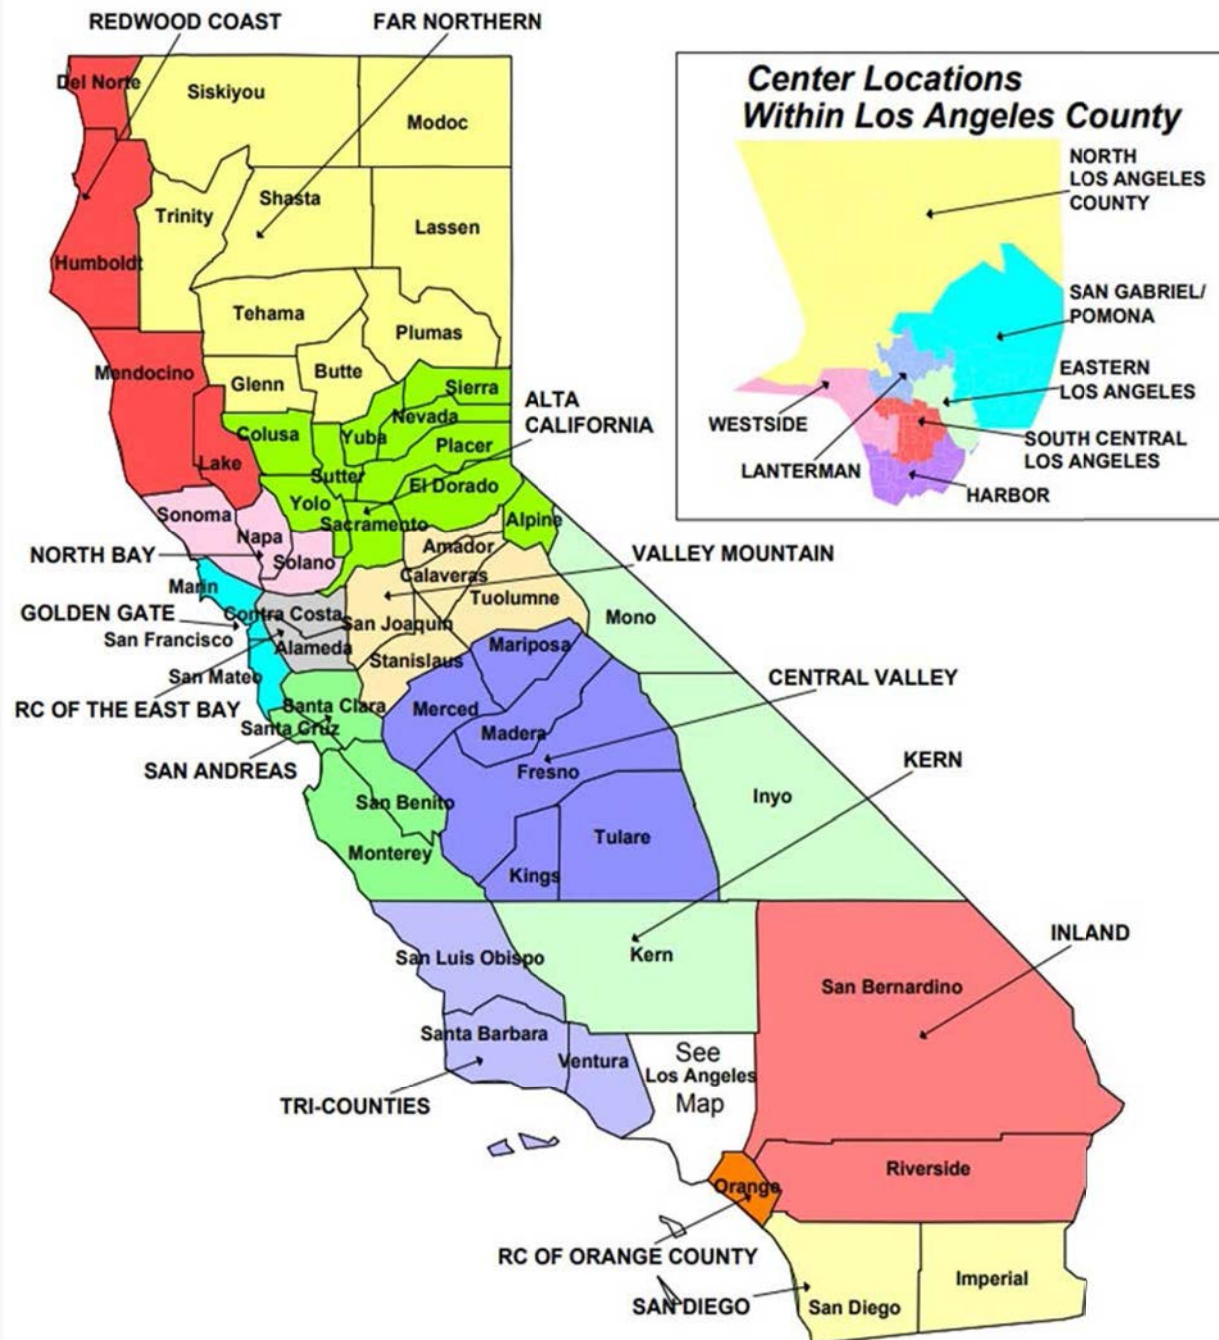 REDWOOD COAST
FAR NORTHERN
Del Norte
Siskiyou
Modoc
Center Locations
Within Los Angeles County
NORTH
LOS ANGELES
COUNTY
SAN GABRIEL/
POMONA
EASTERN
LOS ANGELES
WESTSIDE
SOUTH CENTRAL
LOS ANGELES
LANTERMAN
HARBOR
Shasta
Trinity
Lassen
Humboldt
Tehama
Plumas
Mendocino
Butte
Glenn
Sierra
ALTA
CALIFORNIA
Nevada
Colusa
Yuba
Placer
Lake
Sutter
El Dorado
Yolo
Sonoma
Sacramento
Alpine
Napa
Amador
NORTH BAY
Solano
VALLEY MOUNTAIN
Calaveras
Marin
Tuolumne
GOLDEN GATE
Contra Costa
San Joaquin
Mono
San Francisco
Alameda
Mariposa
Stanislaus
San Mateo
CENTRAL VALLEY
RC OF THE EAST BAY
Santa Clara
Merced
Santa Cruz
Madera
SAN ANDREAS
Fresno
KERN
San Benito
Inyo
Tulare
Monterey
Kings
INLAND
San Luis Obispo
Kern
San Bernardino
Santa Barbara
Ventura
See
Los Angeles
Map
TRI-COUNTIES
Riverside
Orange
RC OF ORANGE COUNTY
Imperial
SAN DIEGO
San Diego